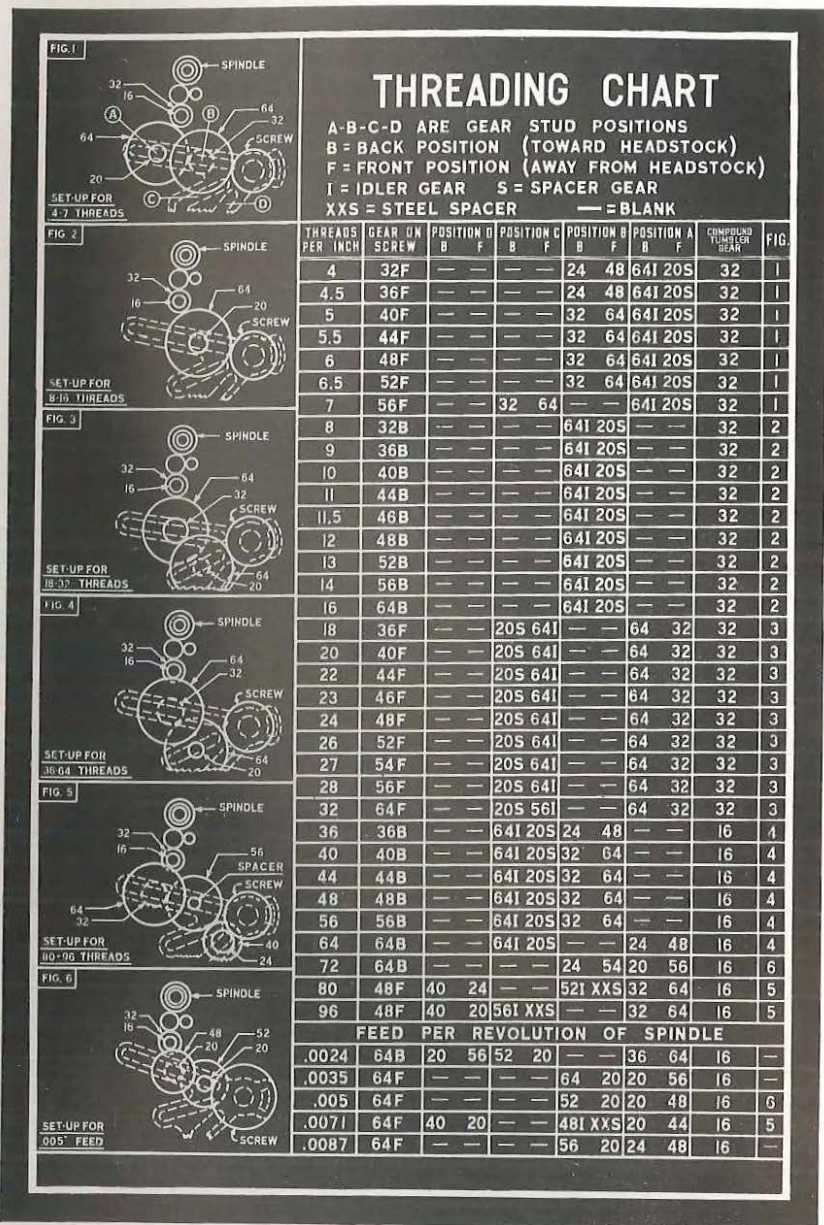 FIG. 1
SPINDLE
32
16
64
A
B
64
32
SCREW
20
C
D
SET-UP FOR
4-7 THREADS
FIG. 2
SPINDLE
32
16
64
20
SCREW
SET-UP FOR
8-16 THREADS
FIG. 3
SPINDLE
32
16
64
32
SCREW
64
20
SET-UP FOR
18-32 THREADS
FIG. 4
SPINDLE
32
16
64
32
SCREW
64
20
SET-UP FOR
36-64 THREADS
FIG. 5
SPINDLE
32
16
56
SPACER
SCREW
64
32
40
24
SET-UP FOR
80-96 THREADS
FIG. 6
SPINDLE
32
16
48
20
52
20
SCREW
SET-UP FOR
.005" FEED
THREADING CHART
A-B-C-D ARE GEAR STUD POSITIONS
B = BACK POSITION (TOWARD HEADSTOCK)
F = FRONT POSITION (AWAY FROM HEADSTOCK)
I = IDLER GEAR S = SPACER GEAR
XXS = STEEL SPACER — = BLANK
THREADS PER INCH GEAR ON SCREW POSITION D B F POSITION C B F POSITION B B F POSITION A B F COMPOUND TUMBLER GEAR FIG.
4 32F — — — — 24 48 64I 20S 32 1
4.5 36F — — — — 24 48 64I 20S 32 1
5 40F — — — — 32 64 64I 20S 32 1
5.5 44F — — — — 32 64 64I 20S 32 1
6 48F — — — — 32 64 64I 20S 32 1
6.5 52F — — — — 32 64 64I 20S 32 1
7 56F — — 32 64 — — 64I 20S 32 1
8 32B — — — — 64I 20S — — 32 2
9 36B — — — — 64I 20S — — 32 2
10 40B — — — — 64I 20S — — 32 2
11 44B — — — — 64I 20S — — 32 2
11.5 46B — — — — 64I 20S — — 32 2
12 48B — — — — 64I 20S — — 32 2
13 52B — — — — 64I 20S — — 32 2
14 56B — — — — 64I 20S — — 32 2
16 64B — — — — 64I 20S — — 32 2
18 36F — — 20S 64I — — 64 32 32 3
20 40F — — 20S 64I — — 64 32 32 3
22 44F — — 20S 64I — — 64 32 32 3
23 46F — — 20S 64I — — 64 32 32 3
24 48F — — 20S 64I — — 64 32 32 3
26 52F — — 20S 64I — — 64 32 32 3
27 54F — — 20S 64I — — 64 32 32 3
28 56F — — 20S 64I — — 64 32 32 3
32 64F — — 20S 56I — — 64 32 32 3
36 36B — — 64I 20S 24 48 — — 16 4
40 40B — — 64I 20S 32 64 — — 16 4
44 44B — — 64I 20S 32 64 — — 16 4
48 48B — — 64I 20S 32 64 — — 16 4
56 56B — — 64I 20S 32 64 — — 16 4
64 64B — — 64I 20S — — 24 48 16 4
72 64B — — — — 24 54 20 56 16 6
80 48F 40 24 — — 52I XXS 32 64 16 5
96 48F 40 20 56I XXS — — 32 64 16 5
FEED PER REVOLUTION OF SPINDLE
.0024 64B 20 56 52 20 — — 36 64 16 —
.0035 64F — — — — 64 20 20 56 16 —
.005 64F — — — — 52 20 20 48 16 6
.0071 64F 40 20 — — 48I XXS 20 44 16 5
.0087 64F — — — — 56 20 24 48 16 —